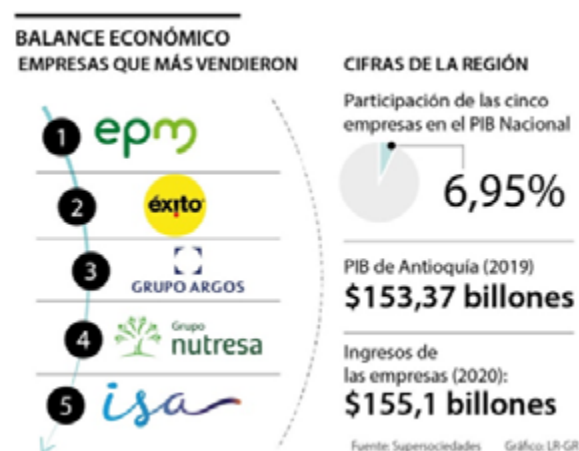 BALANCE ECONÓMICO
EMPRESAS QUE MÁS VENDIERON
1 epm
2 éxito
3 GRUPO ARGOS
4 Grupo nutresa
5 isa
CIFRAS DE LA REGIÓN
Participación de las cinco
empresas en el PIB Nacional
6,95%
PIB de Antioquía (2019)
$153,37 billones
Ingresos de
las empresas (2020):
$155,1 billones
Fuente: Supersociedades Gráfico: LR-GR